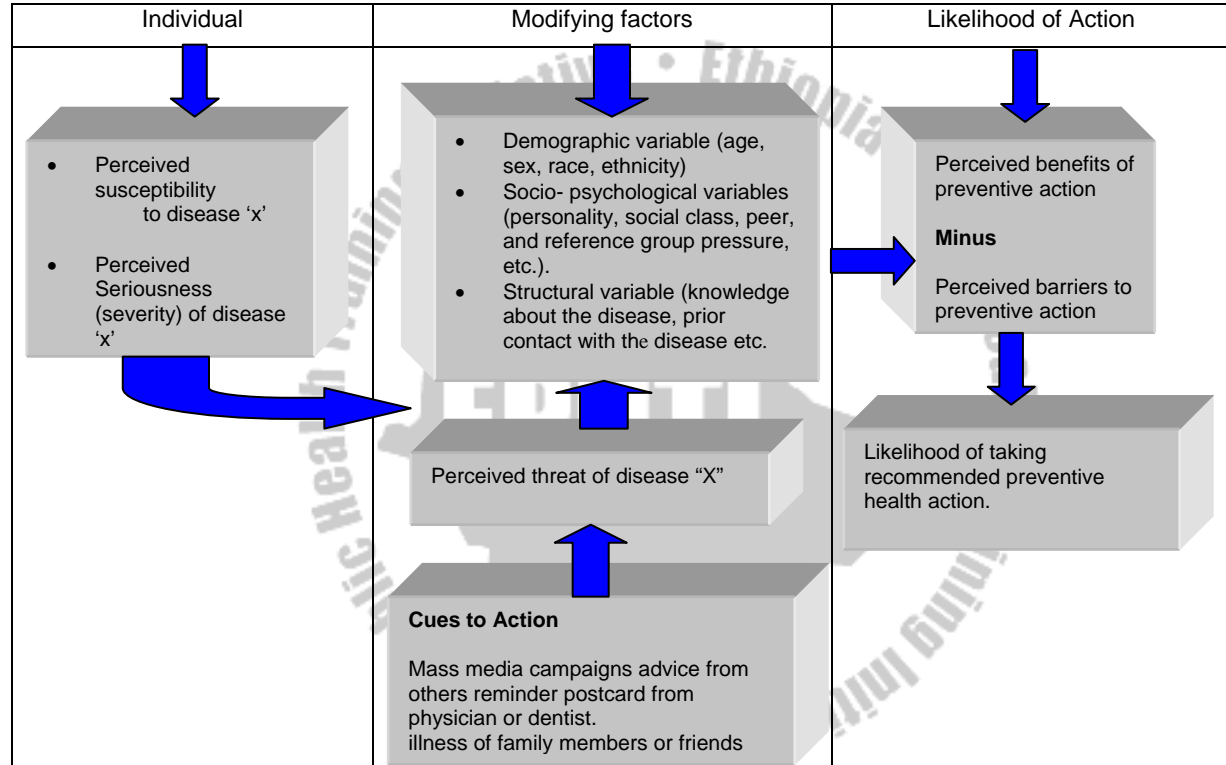 Individual
Modifying factors
Likelihood of Action
• Perceived
susceptibility
to disease ‘x’
• Perceived
Seriousness
(severity) of disease
‘x’
• Demographic variable (age,
sex, race, ethnicity)
• Socio- psychological variables
(personality, social class, peer,
and reference group pressure,
etc.).
• Structural variable (knowledge
about the disease, prior
contact with the disease etc.
Perceived benefits of
preventive action
Minus
Perceived barriers to
preventive action
Perceived threat of disease “X”
Likelihood of taking
recommended preventive
health action.
Cues to Action
Mass media campaigns advice from
others reminder postcard from
physician or dentist.
illness of family members or friends